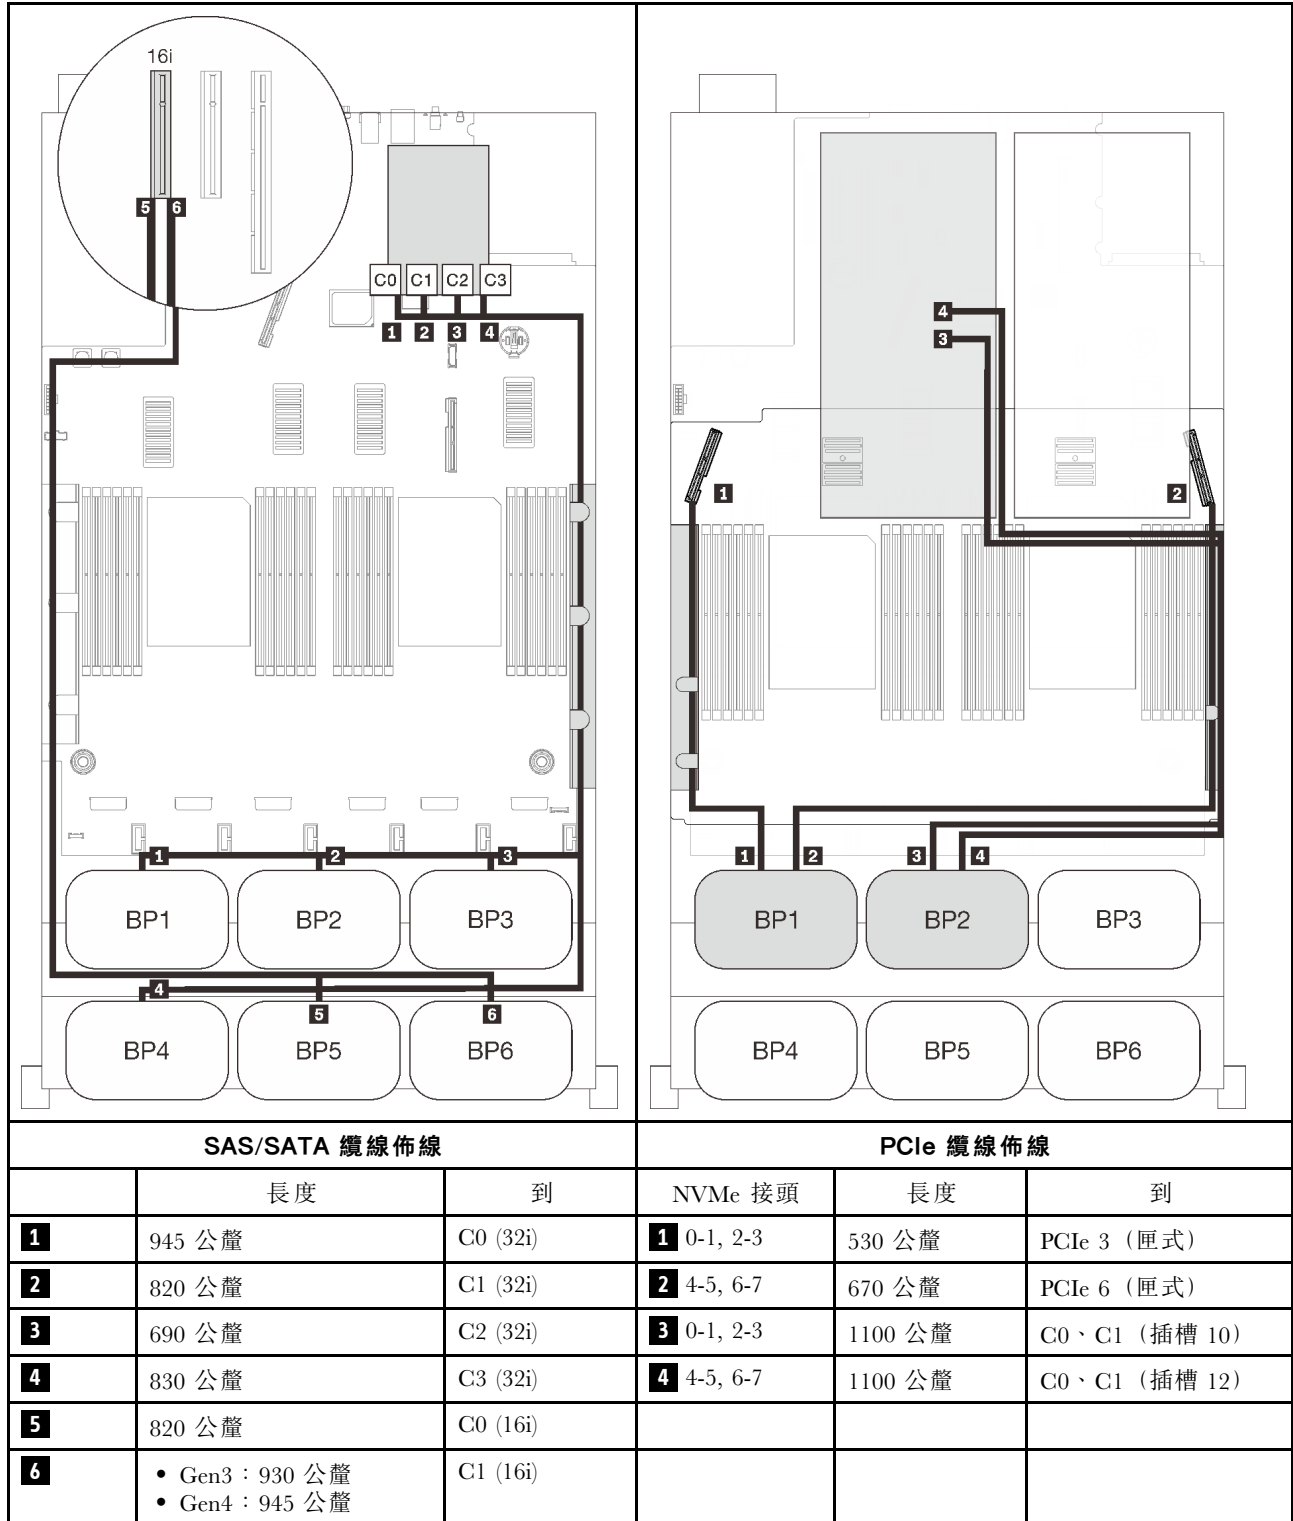 16i
5 6
C0 C1 C2 C3
1 2 3 4
1 2 3
BP1 BP2 BP3
4
5 6
BP4 BP5 BP6
4
3
1 2
1 2 3 4
BP1 BP2 BP3
BP4 BP5 BP6
SAS/SATA 纜線佈線 PCIe 纜線佈線
長度 到 NVMe 接頭 長度 到
1 945 公釐 C0 (32i) 1 0-1, 2-3 530 公釐 PCIe 3（匣式）
2 820 公釐 C1 (32i) 2 4-5, 6-7 670 公釐 PCIe 6（匣式）
3 690 公釐 C2 (32i) 3 0-1, 2-3 1100 公釐 C0、C1（插槽 10）
4 830 公釐 C3 (32i) 4 4-5, 6-7 1100 公釐 C0、C1（插槽 12）
5 820 公釐 C0 (16i)
6 • Gen3：930 公釐 C1 (16i)
• Gen4：945 公釐